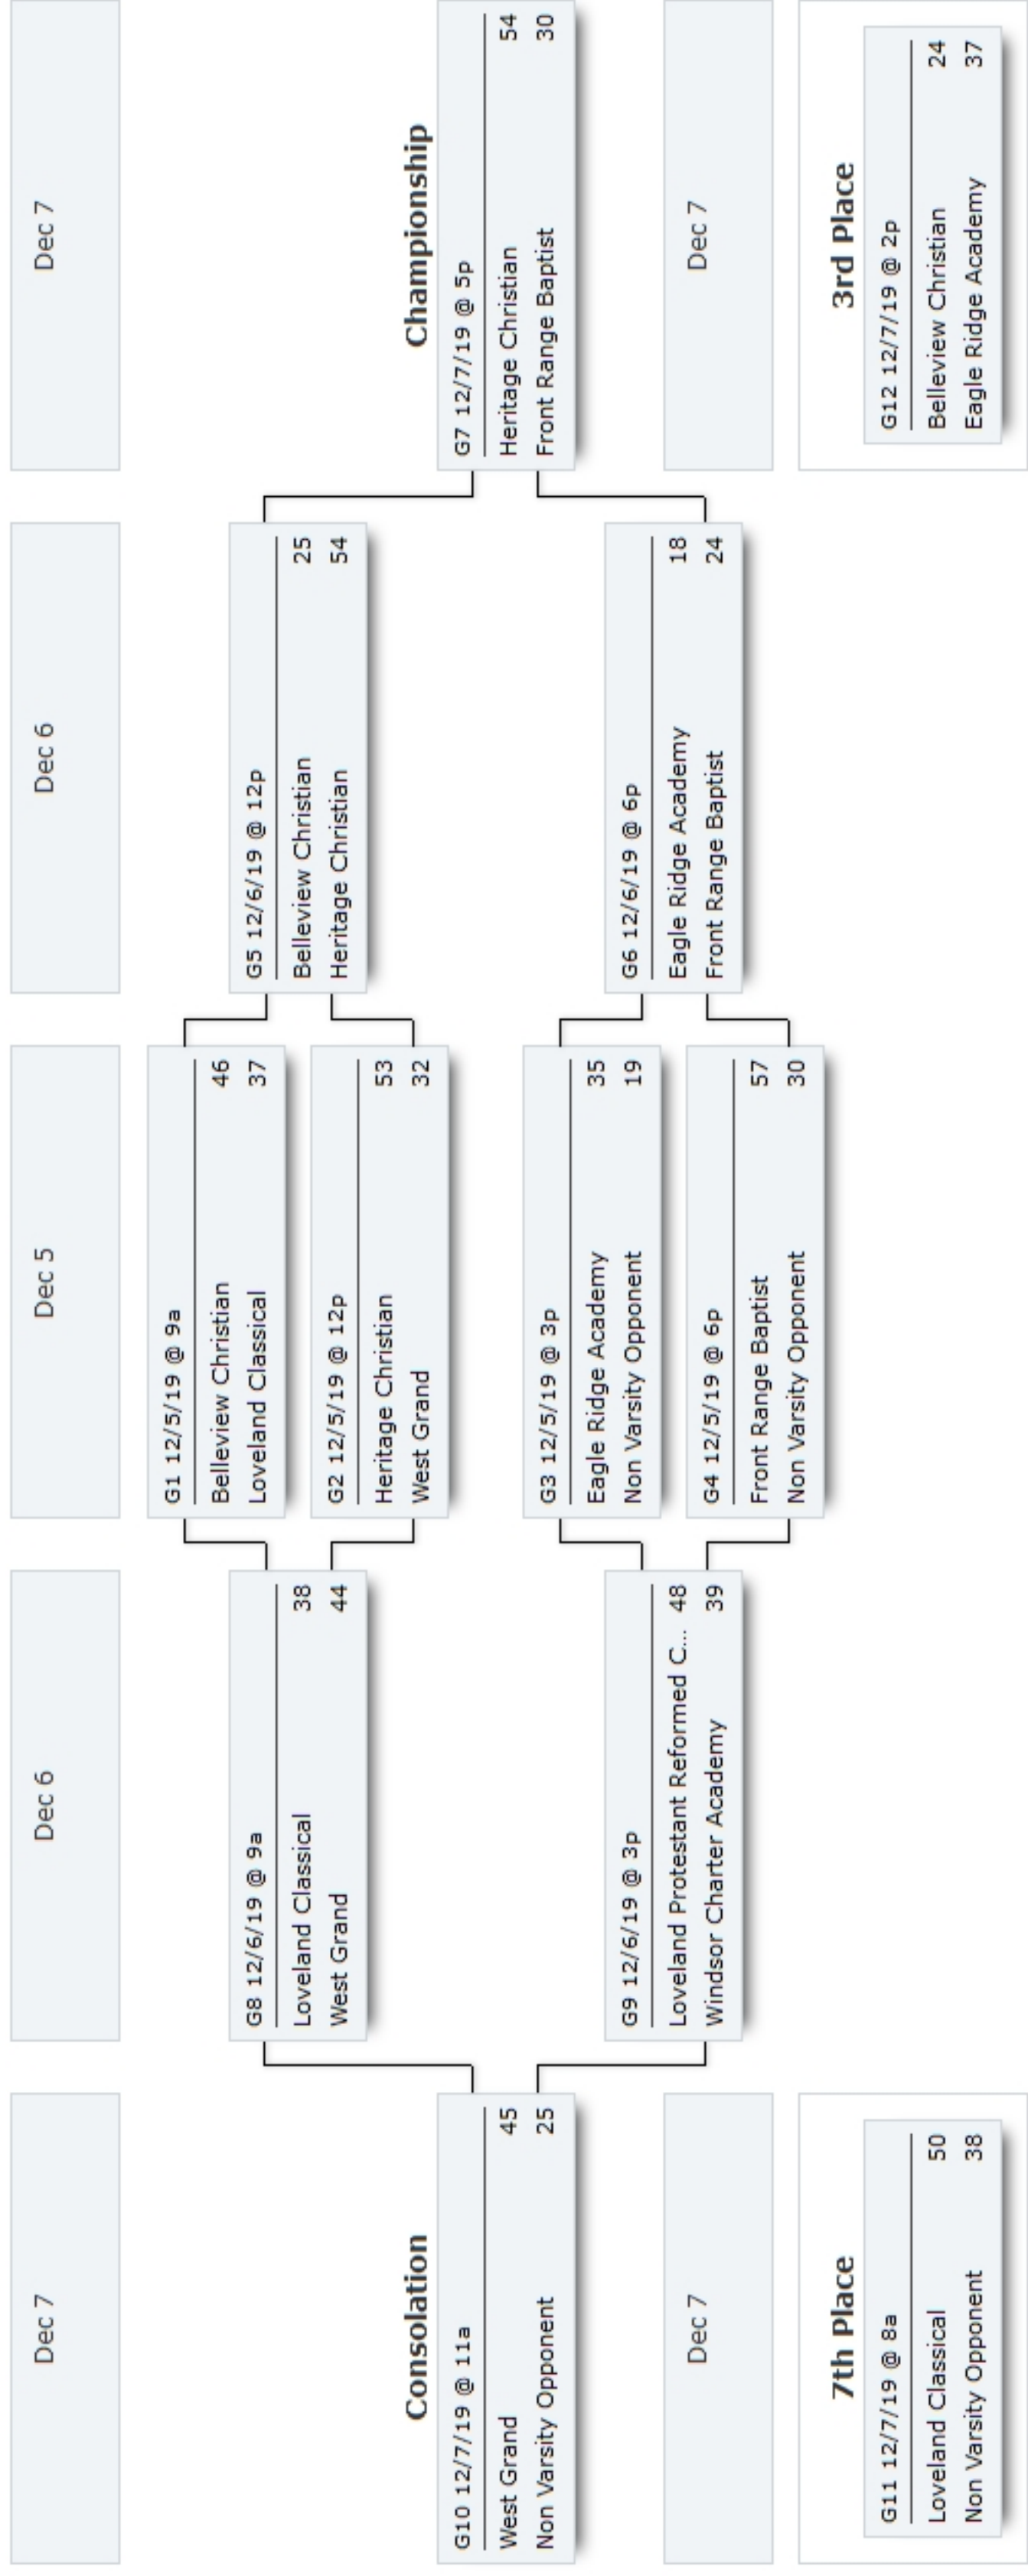 Dec 7
Dec 6
Dec 5
Dec 6
Dec 7
Consolation
G10 12/7/19 @ 11a
West Grand 45
Non Varsity Opponent 25
G8 12/6/19 @ 9a
Loveland Classical 38
West Grand 44
G9 12/6/19 @ 3p
Loveland Protestant Reformed C... 48
Windsor Charter Academy 39
G1 12/5/19 @ 9a
Belleview Christian 46
Loveland Classical 37
G2 12/5/19 @ 12p
Heritage Christian 53
West Grand 32
G3 12/5/19 @ 3p
Eagle Ridge Academy 35
Non Varsity Opponent 19
G4 12/5/19 @ 6p
Front Range Baptist 57
Non Varsity Opponent 30
G5 12/6/19 @ 12p
Belleview Christian 25
Heritage Christian 54
G6 12/6/19 @ 6p
Eagle Ridge Academy 18
Front Range Baptist 24
Championship
G7 12/7/19 @ 5p
Heritage Christian 54
Front Range Baptist 30
Dec 7
7th Place
G11 12/7/19 @ 8a
Loveland Classical 50
Non Varsity Opponent 38
Dec 7
3rd Place
G12 12/7/19 @ 2p
Belleview Christian 24
Eagle Ridge Academy 37